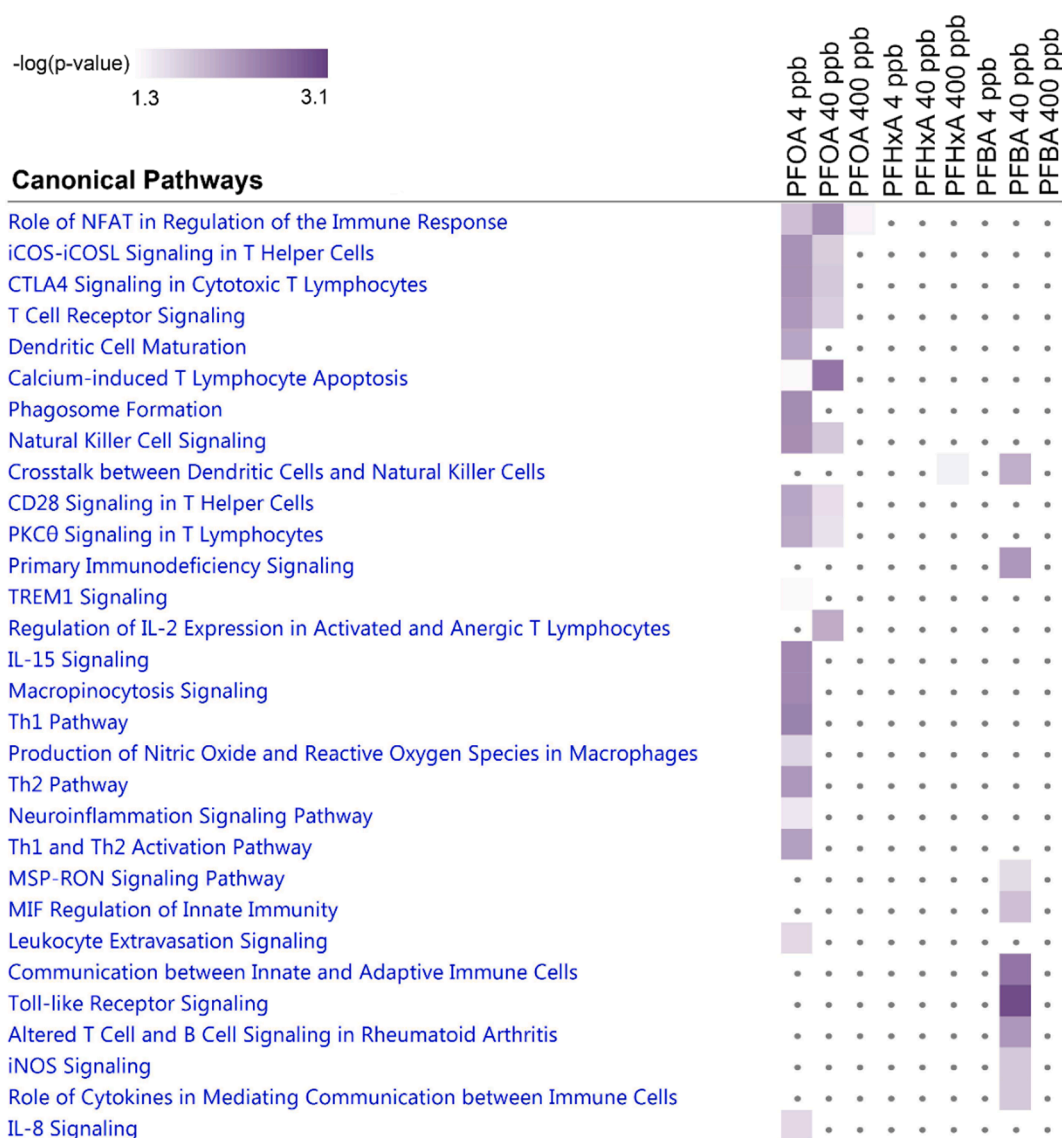 -log(p-value)
1.3 3.1
PFOA 4 ppb
PFOA 40 ppb
PFOA 400 ppb
PFHxA 4 ppb
PFHxA 40 ppb
PFHxA 400 ppb
PFBA 4 ppb
PFBA 40 ppb
PFBA 400 ppb
Canonical Pathways
Role of NFAT in Regulation of the Immune Response
iCOS-iCOSL Signaling in T Helper Cells
CTLA4 Signaling in Cytotoxic T Lymphocytes
T Cell Receptor Signaling
Dendritic Cell Maturation
Calcium-induced T Lymphocyte Apoptosis
Phagosome Formation
Natural Killer Cell Signaling
Crosstalk between Dendritic Cells and Natural Killer Cells
CD28 Signaling in T Helper Cells
PKCθ Signaling in T Lymphocytes
Primary Immunodeficiency Signaling
TREM1 Signaling
Regulation of IL-2 Expression in Activated and Anergic T Lymphocytes
IL-15 Signaling
Macropinocytosis Signaling
Th1 Pathway
Production of Nitric Oxide and Reactive Oxygen Species in Macrophages
Th2 Pathway
Neuroinflammation Signaling Pathway
Th1 and Th2 Activation Pathway
MSP-RON Signaling Pathway
MIF Regulation of Innate Immunity
Leukocyte Extravasation Signaling
Communication between Innate and Adaptive Immune Cells
Toll-like Receptor Signaling
Altered T Cell and B Cell Signaling in Rheumatoid Arthritis
iNOS Signaling
Role of Cytokines in Mediating Communication between Immune Cells
IL-8 Signaling